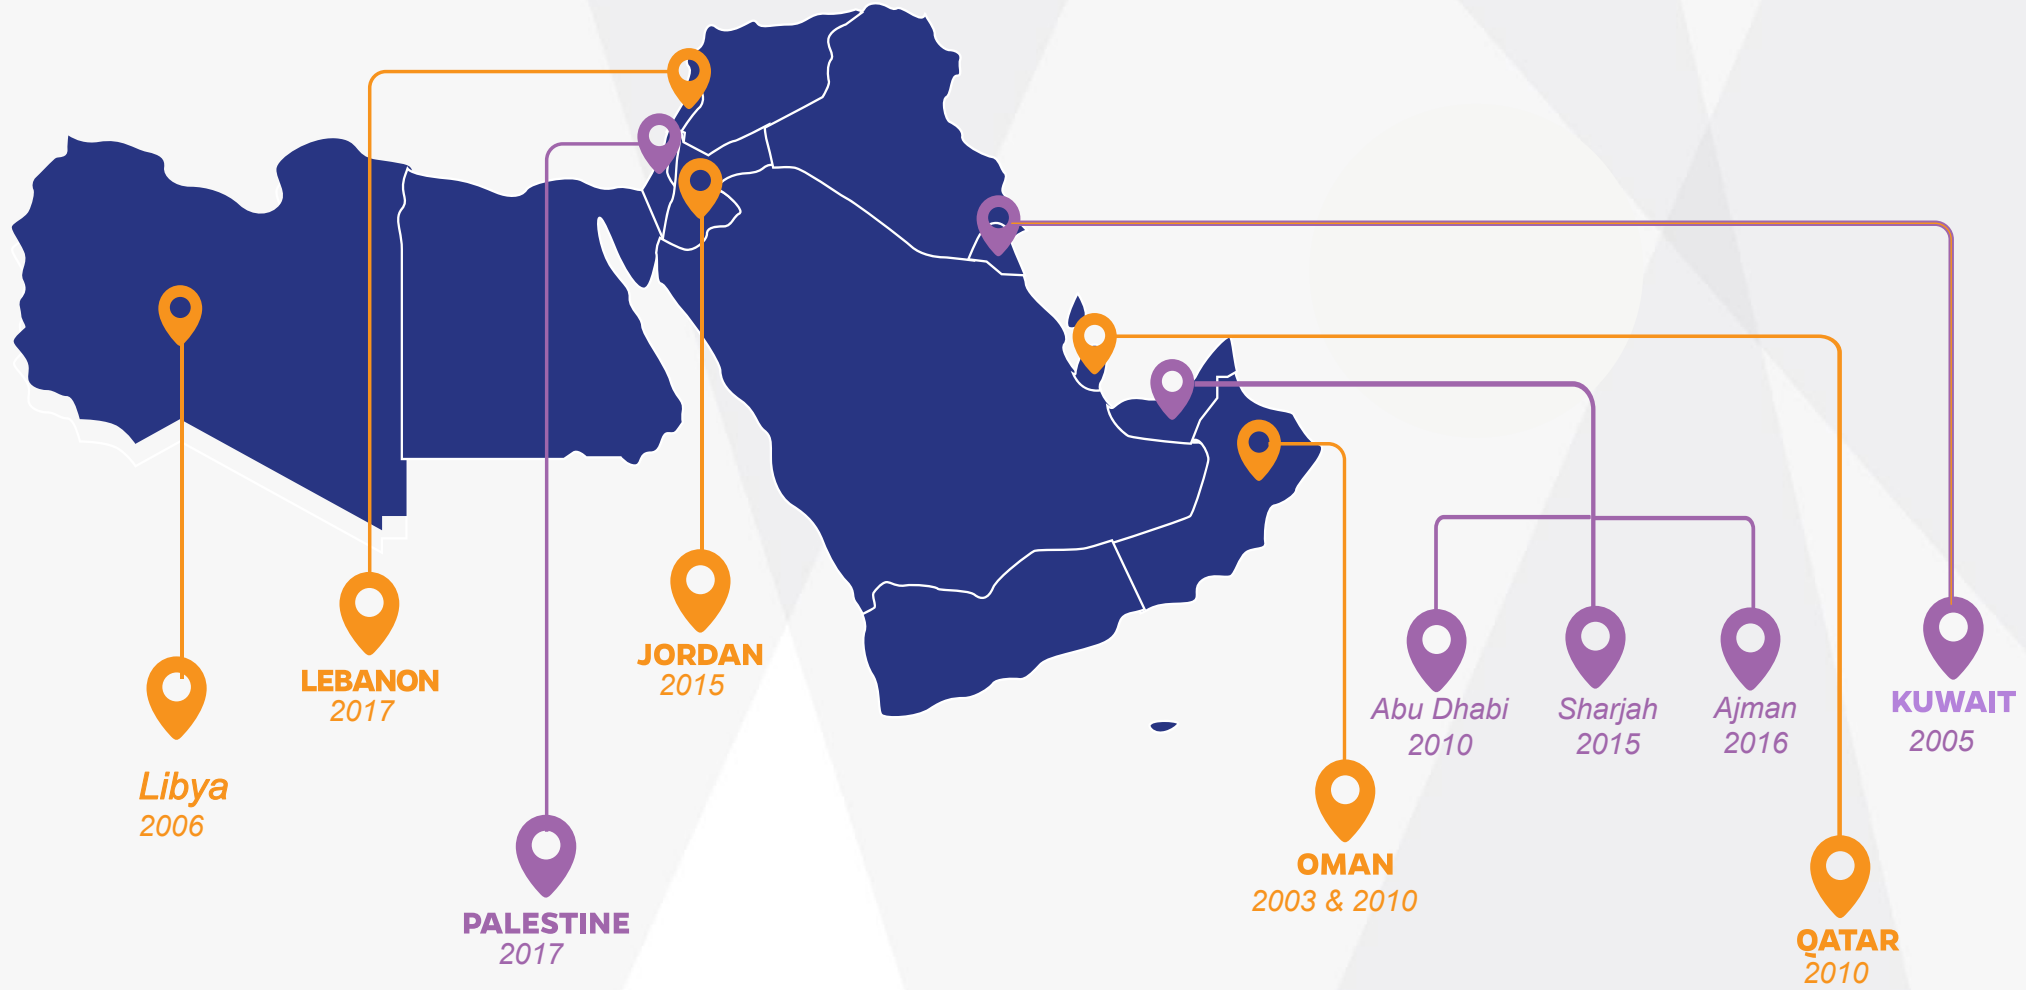 LEBANON
2017
JORDAN
2015
Libya
2006
PALESTINE
2017
OMAN
2003 & 2010
Abu Dhabi
2010
Sharjah
2015
Ajman
2016
KUWAIT
2005
QATAR
2010